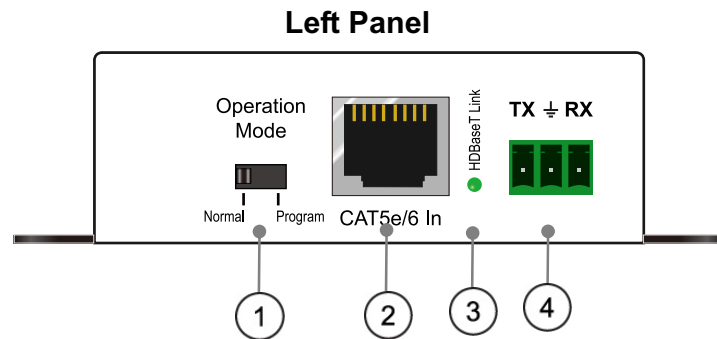 Left Panel
Operation
Mode
HDBaseT Link
TX ⏚ RX
Normal
Program
CAT5e/6 In
1
2
3
4